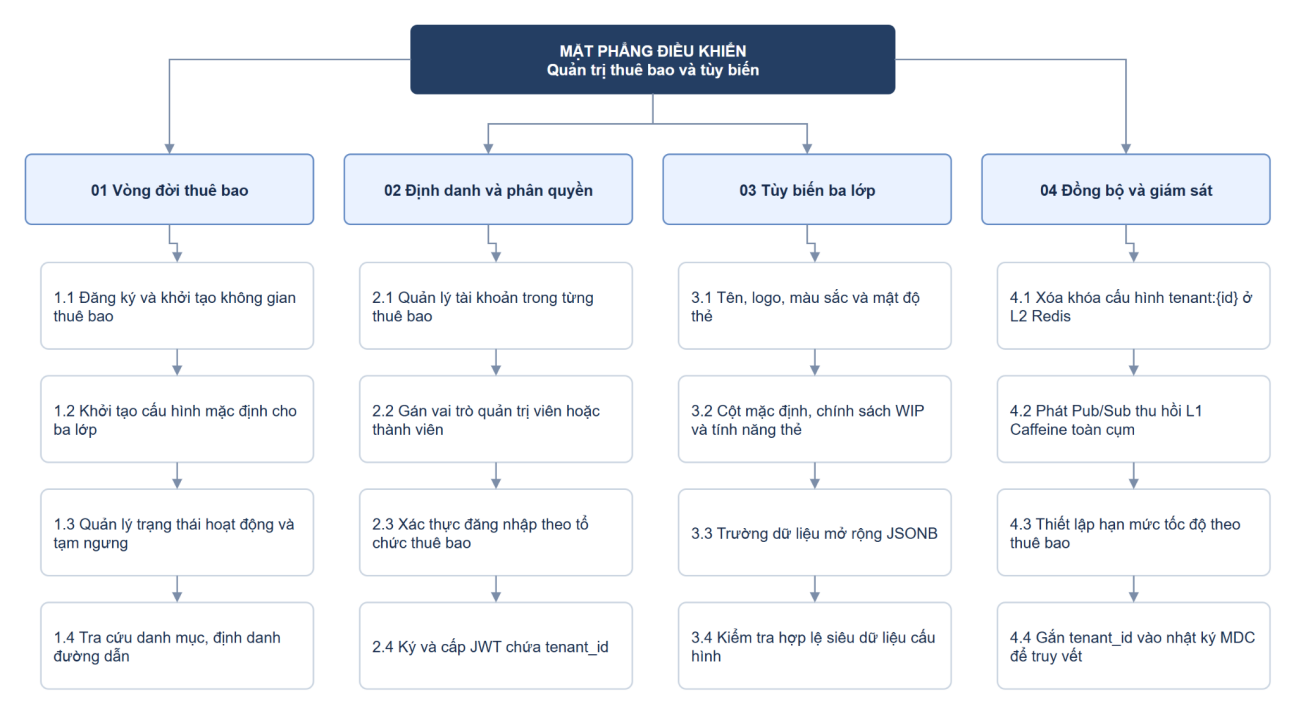 MẶT PHẲNG ĐIỀU KHIỂN
Quản trị thuê bao và tùy biến
01 Vòng đời thuê bao
02 Định danh và phân quyền
03 Tùy biến ba lớp
04 Đồng bộ và giám sát
1.1 Đăng ký và khởi tạo không gian
thuê bao
1.2 Khởi tạo cấu hình mặc định cho
ba lớp
1.3 Quản lý trạng thái hoạt động và
tạm ngưng
1.4 Tra cứu danh mục, định danh
đường dẫn
2.1 Quản lý tài khoản trong từng
thuê bao
2.2 Gán vai trò quản trị viên hoặc
thành viên
2.3 Xác thực đăng nhập theo tổ
chức thuê bao
2.4 Ký và cấp JWT chứa tenant_id
3.1 Tên, logo, màu sắc và mật độ
thẻ
3.2 Cột mặc định, chính sách WIP
và tính năng thẻ
3.3 Trường dữ liệu mở rộng JSONB
3.4 Kiểm tra hợp lệ siêu dữ liệu cấu
hình
4.1 Xóa khóa cấu hình tenant:{id} ở
L2 Redis
4.2 Phát Pub/Sub thu hồi L1
Caffeine toàn cụm
4.3 Thiết lập hạn mức tốc độ theo
thuê bao
4.4 Gắn tenant_id vào nhật ký MDC
để truy vết